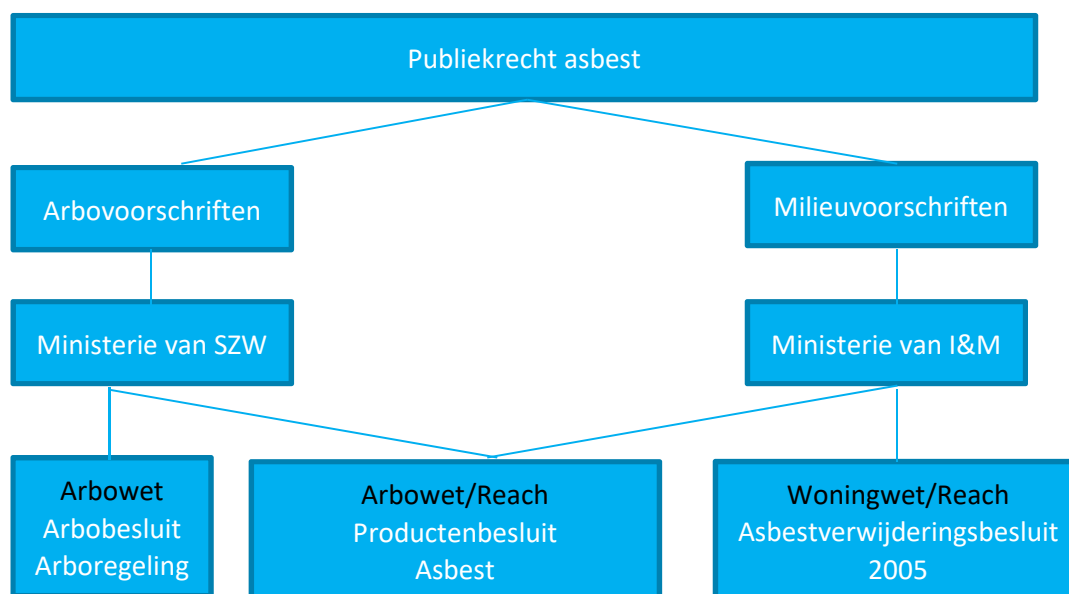 Publiekrecht asbest
Arbovoorschriften
Milieuvoorschriften
Ministerie van SZW
Ministerie van I&M
Arbowet
Arbobesluit
Arboregeling
Arbowet/Reach
Productenbesluit
Asbest
Woningwet/Reach
Asbestverwijderingsbesluit
2005